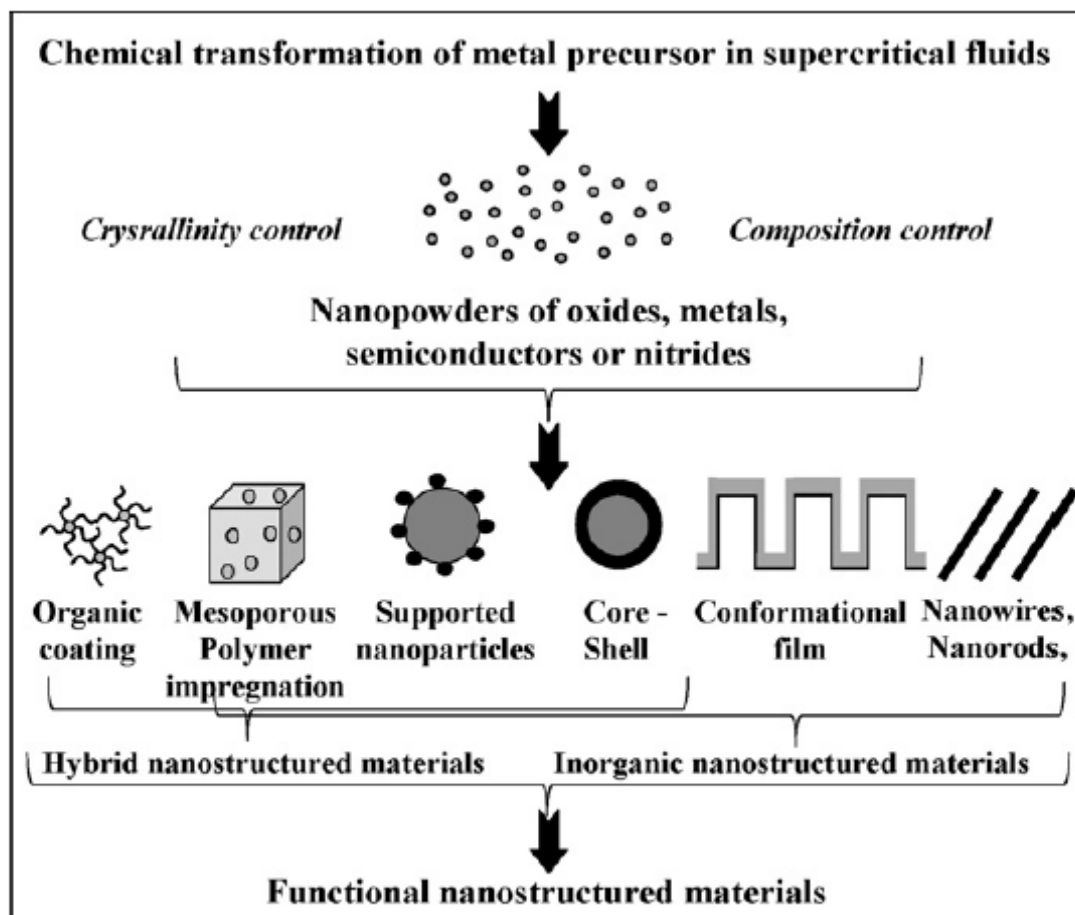 Chemical transformation of metal precursor in supercritical fluids
Crysrallinity control
Composition control
Nanopowders of oxides, metals,
semiconductors or nitrides
Organic
coating
Mesoporous
Polymer
impregnation
Supported
nanoparticles
Core -
Shell
Conformational
film
Nanowires,
Nanorods,
Hybrid nanostructured materials
Inorganic nanostructured materials
Functional nanostructured materials